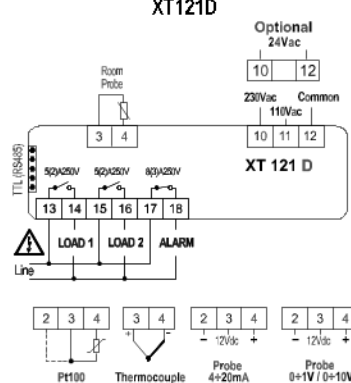 XT121D
Optional
24Vac
10 12
Room
Probe
230Vac Common
110Vac
3 4
10 11 12
XT 121 D
TTL (RS485)
5(2)A250V 5(2)A250V 8(3)A250V
13 14 15 16 17 18
LOAD 1 LOAD 2 ALARM
Line
2 3 4
3 4
2 3 4
2 3 4
+ -
- 12Vdc +
- 12Vdc +
Pt100
Thermocouple
Probe
4÷20mA
Probe
0÷1V / 0÷10V